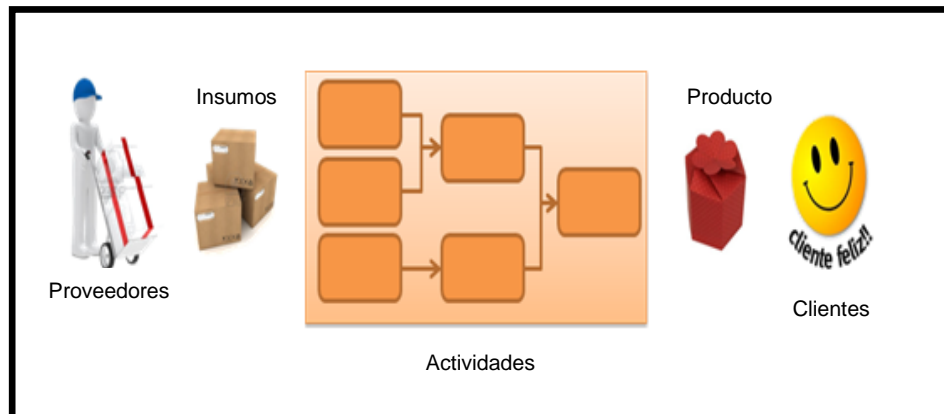 Insumos
Producto
cliente feliz!!
Proveedores
Clientes
Actividades